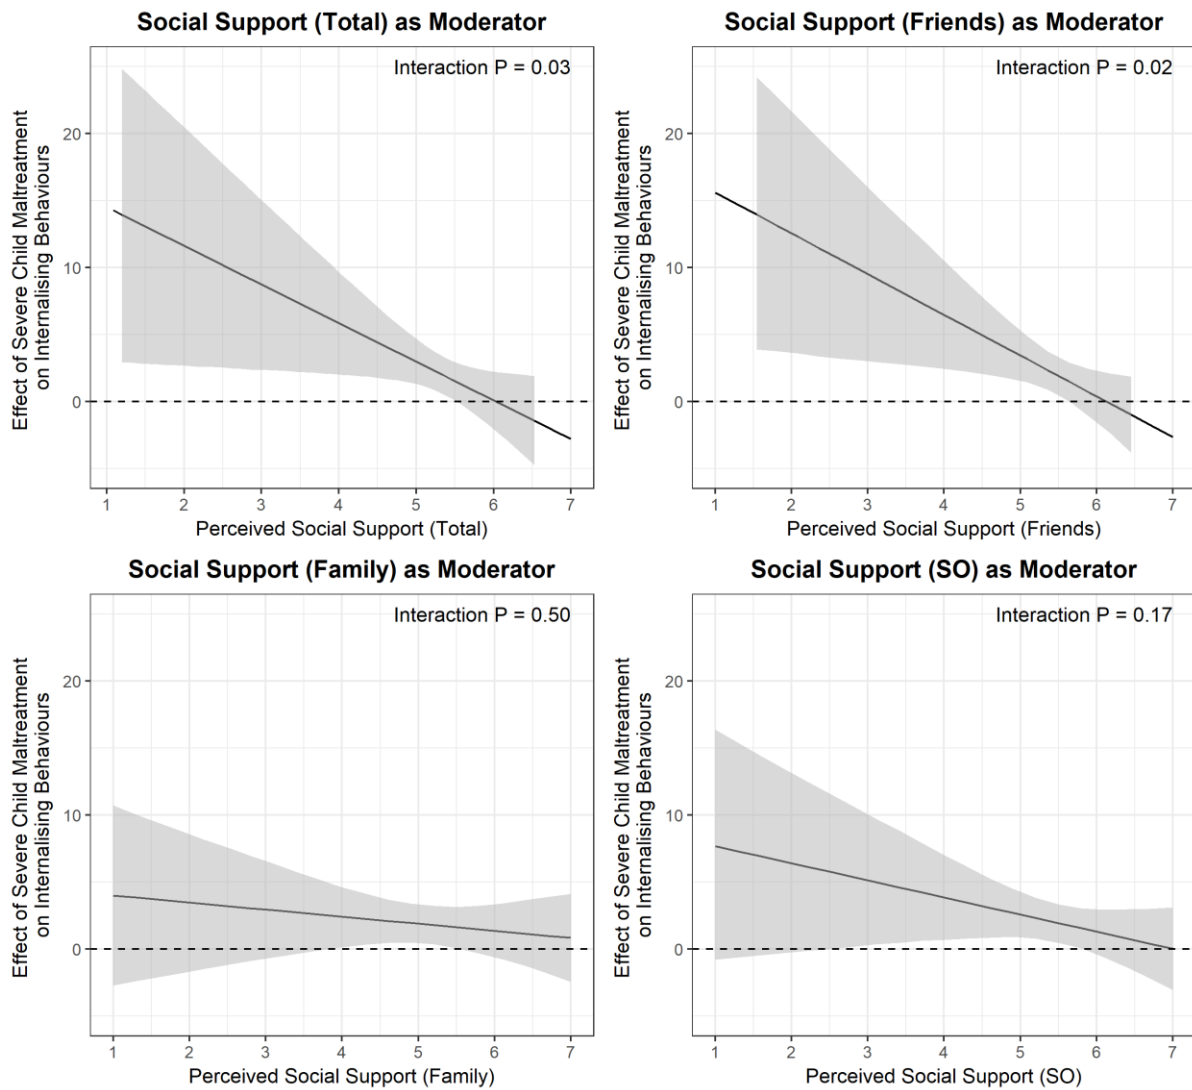 Social Support (Total) as Moderator
Interaction P = 0.03
Effect of Severe Child Maltreatment
on Internalising Behaviours
20
10
0
1 2 3 4 5 6 7
Perceived Social Support (Total)
Social Support (Friends) as Moderator
Interaction P = 0.02
Effect of Severe Child Maltreatment
on Internalising Behaviours
20
10
0
1 2 3 4 5 6 7
Perceived Social Support (Friends)
Social Support (Family) as Moderator
Interaction P = 0.50
Effect of Severe Child Maltreatment
on Internalising Behaviours
20
10
0
1 2 3 4 5 6 7
Perceived Social Support (Family)
Social Support (SO) as Moderator
Interaction P = 0.17
Effect of Severe Child Maltreatment
on Internalising Behaviours
20
10
0
1 2 3 4 5 6 7
Perceived Social Support (SO)